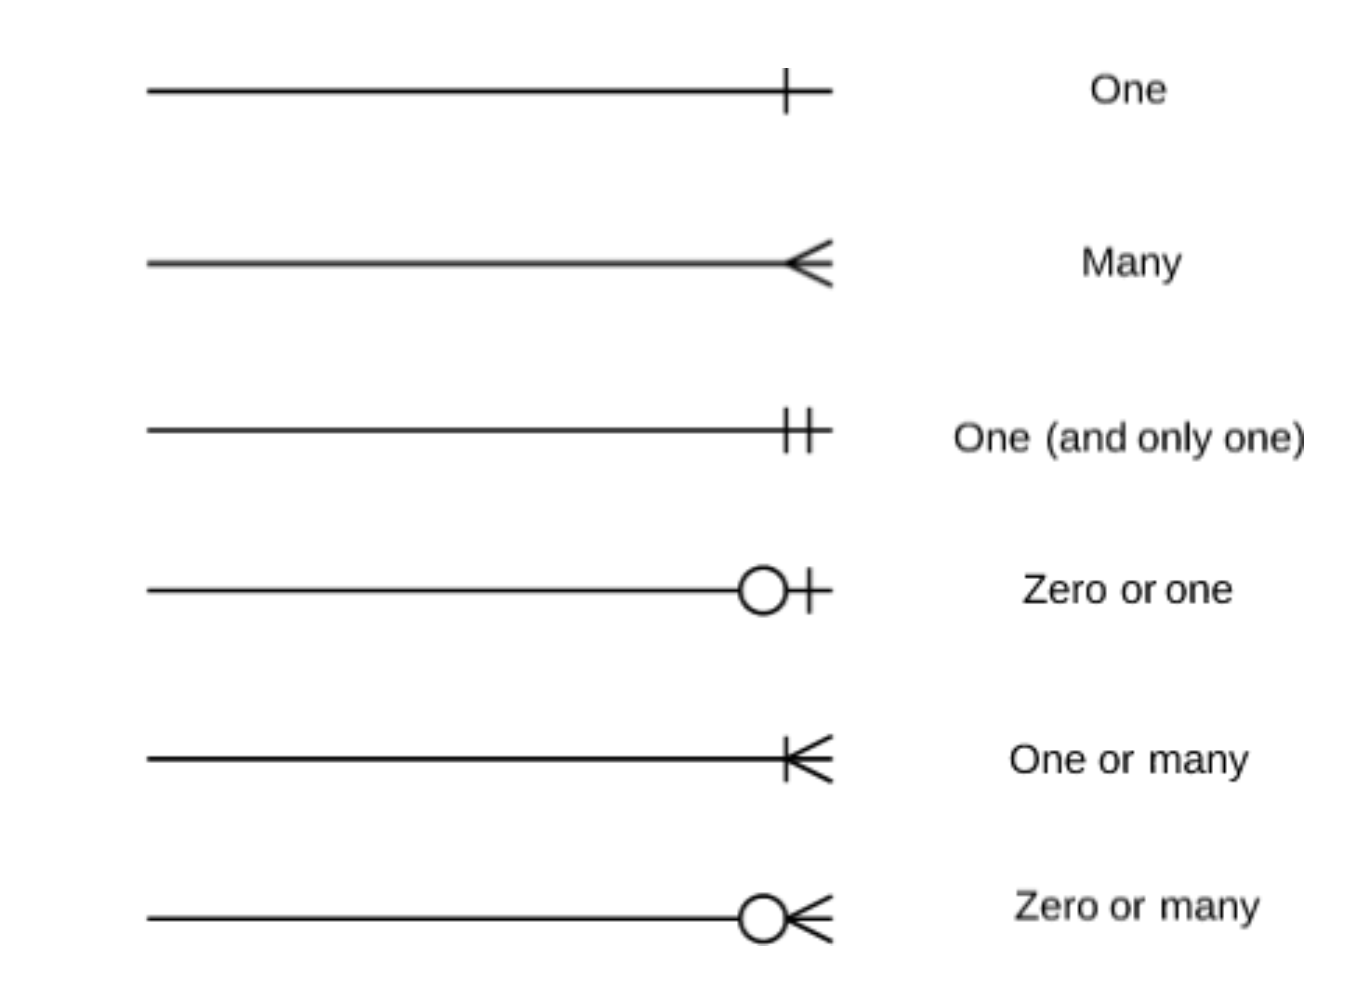 One
Many
One (and only one)
Zero or one
One or many
Zero or many